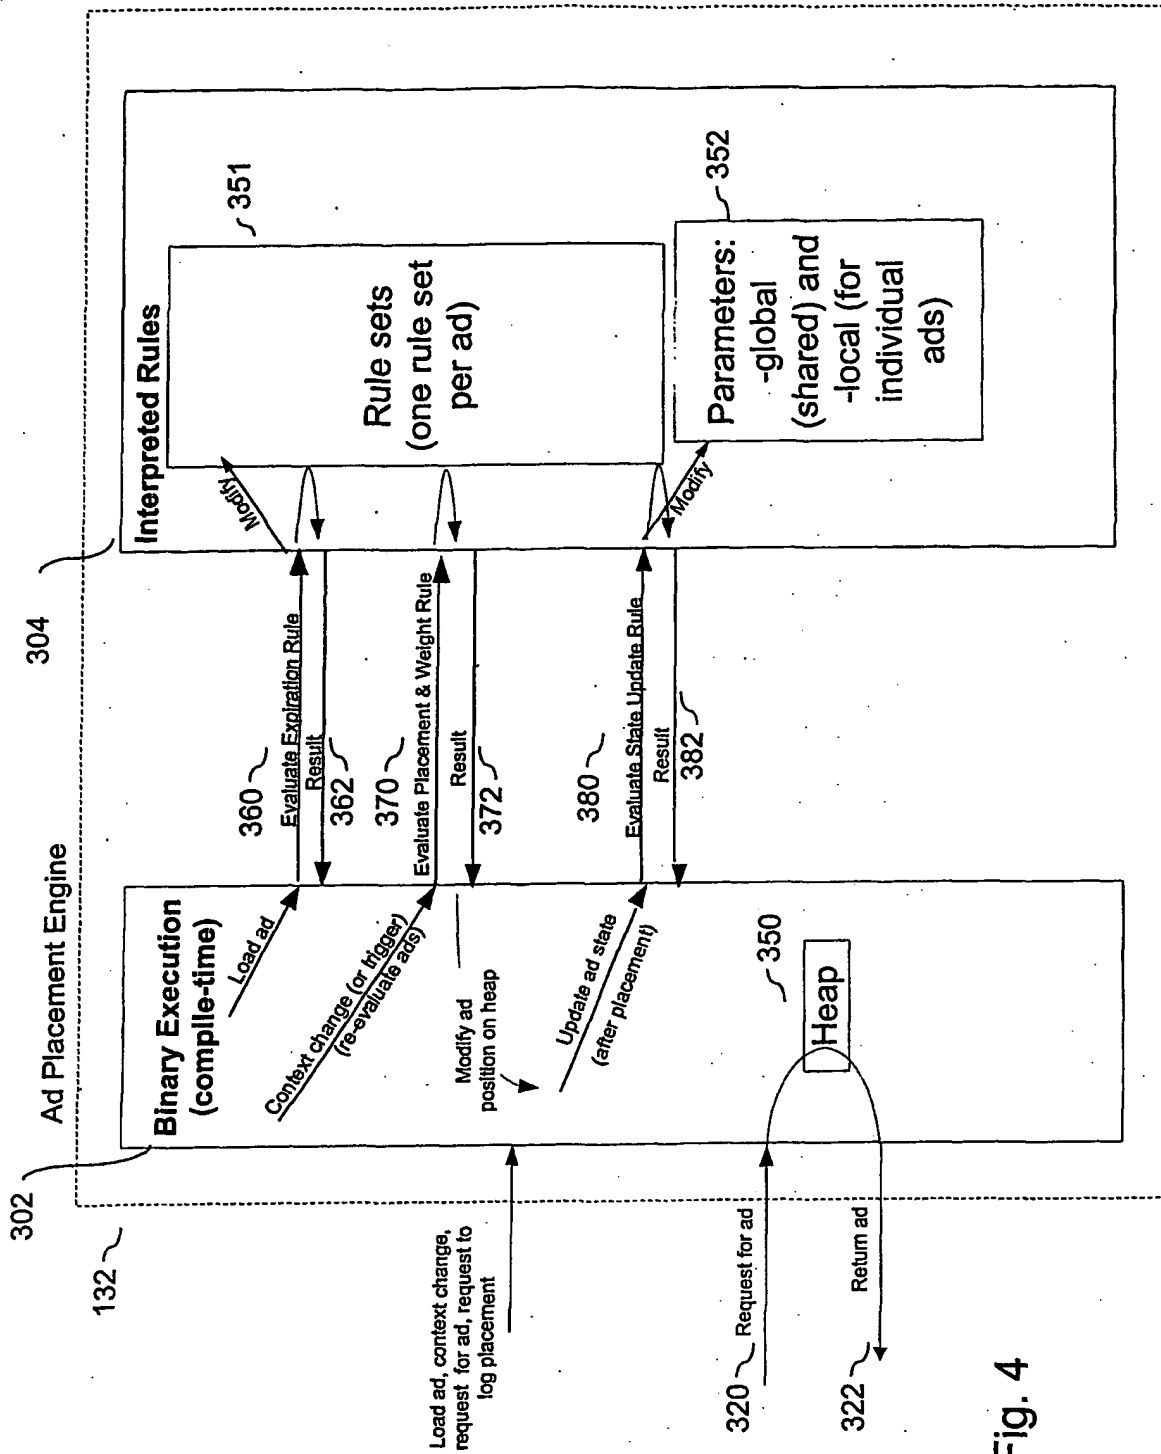 Ad Placement Engine
132
302
304
Binary Execution
(compile-time)
Load ad
Context change (or trigger)
(re-evaluate ads)
Modify ad
position on heap
Update ad state
(after placement)
350
Heap
Load ad, context change,
request for ad, request to
log placement
320
Request for ad
322
Return ad
360
Evaluate Expiration Rule
Result
362
370
Evaluate Placement & Weight Rule
Result
372
380
Evaluate State Update Rule
Result
382
Interpreted Rules
Modify
351
Rule sets
(one rule set
per ad)
Modify
352
Parameters:
-global
(shared) and
-local (for
individual
ads)
Fig. 4